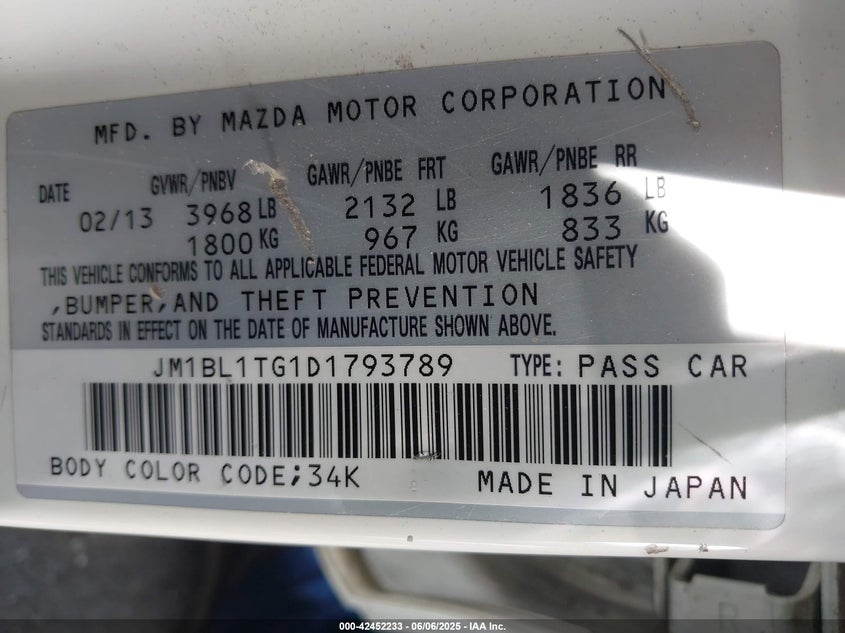 MFD. BY MAZDA MOTOR CORPORATION
DATE GVWR/PNBV GAWR/PNBE FRT GAWR/PNBE RR
02/13 3968 LB 2132 LB 1836 LB
1800 KG 967 KG 833 KG
THIS VEHICLE CONFORMS TO ALL APPLICABLE FEDERAL MOTOR VEHICLE SAFETY
,BUMPER,AND THEFT PREVENTION
STANDARDS IN EFFECT ON THE DATE OF MANUFACTURE SHOWN ABOVE.
JM1BL1TG1D1793789 TYPE: PASS CAR
BODY COLOR CODE;34K MADE IN JAPAN
000-42452233 - 06/06/2025 - IAA Inc.